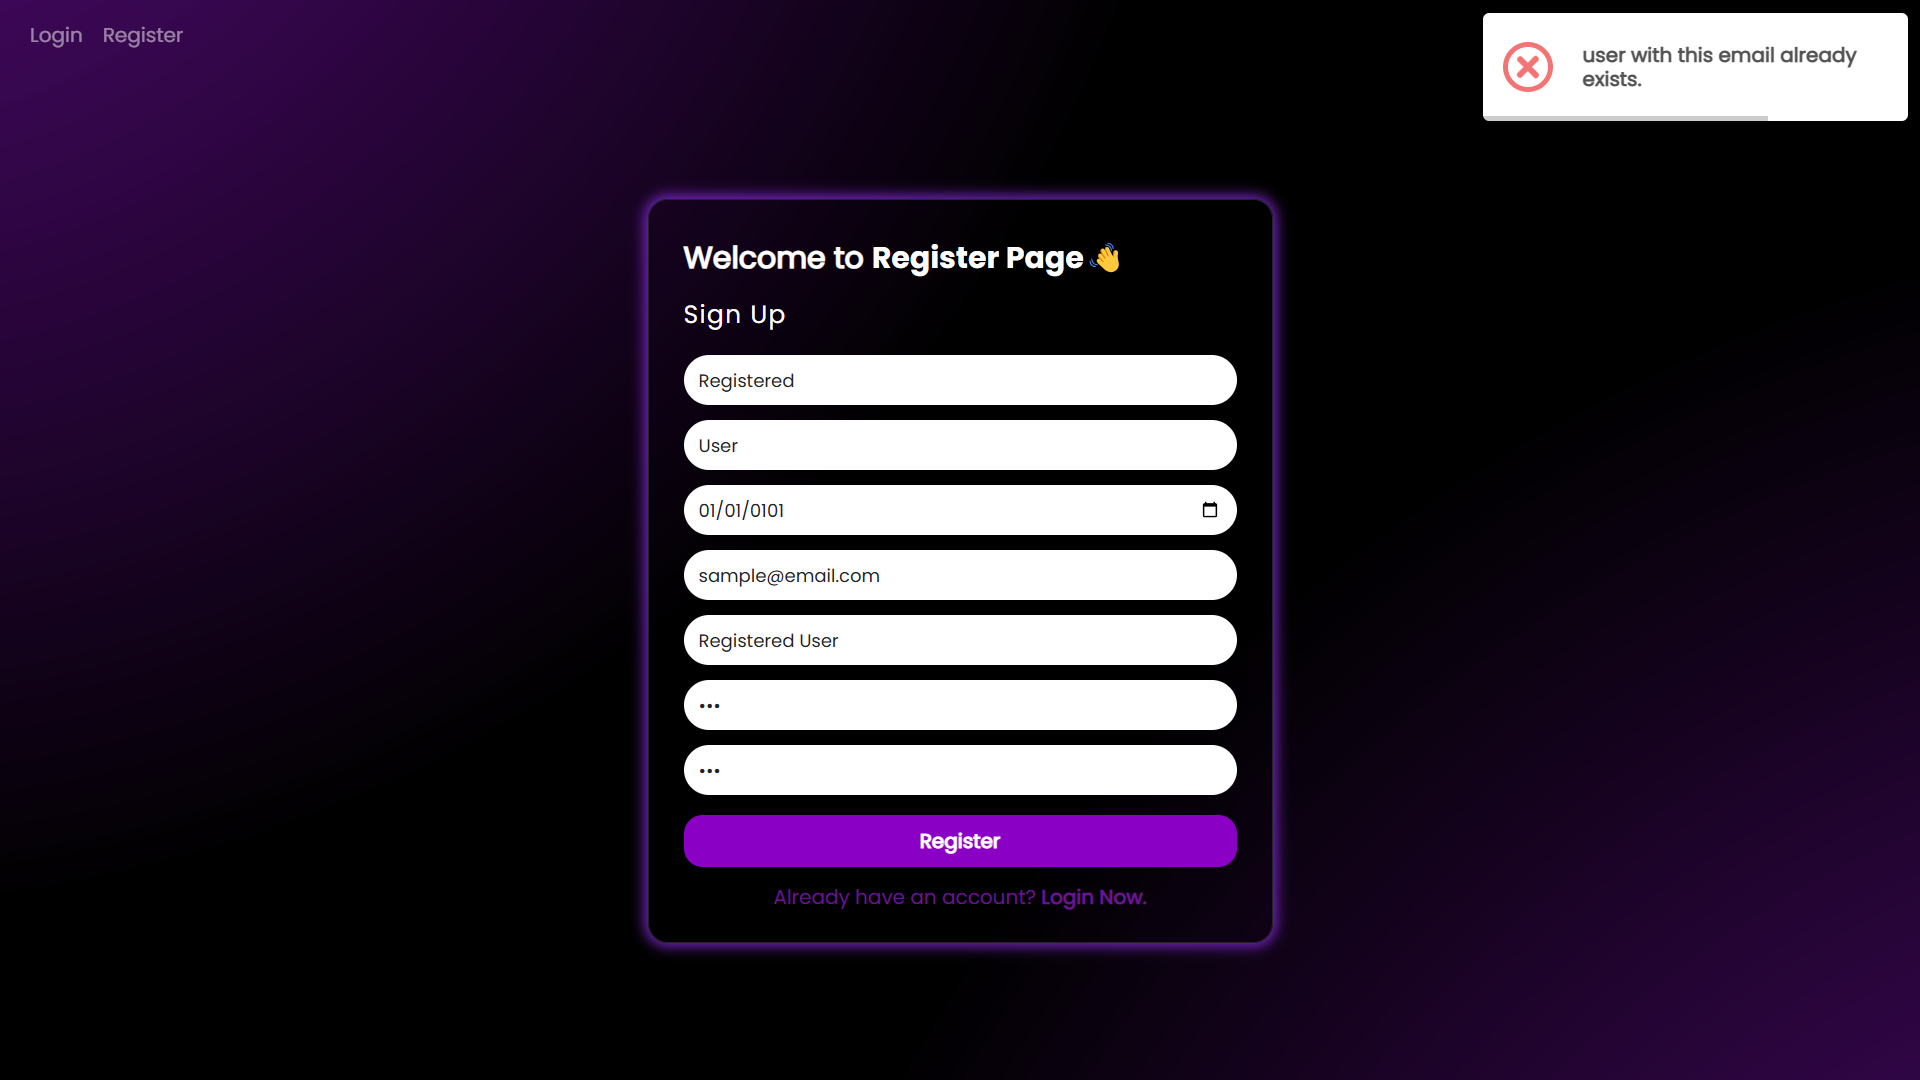 Login Register
user with this email already
exists.
Welcome to Register Page 👋
Sign Up
Registered
User
01/01/0101
sample@email.com
Registered User
•••
•••
Register
Already have an account? Login Now.